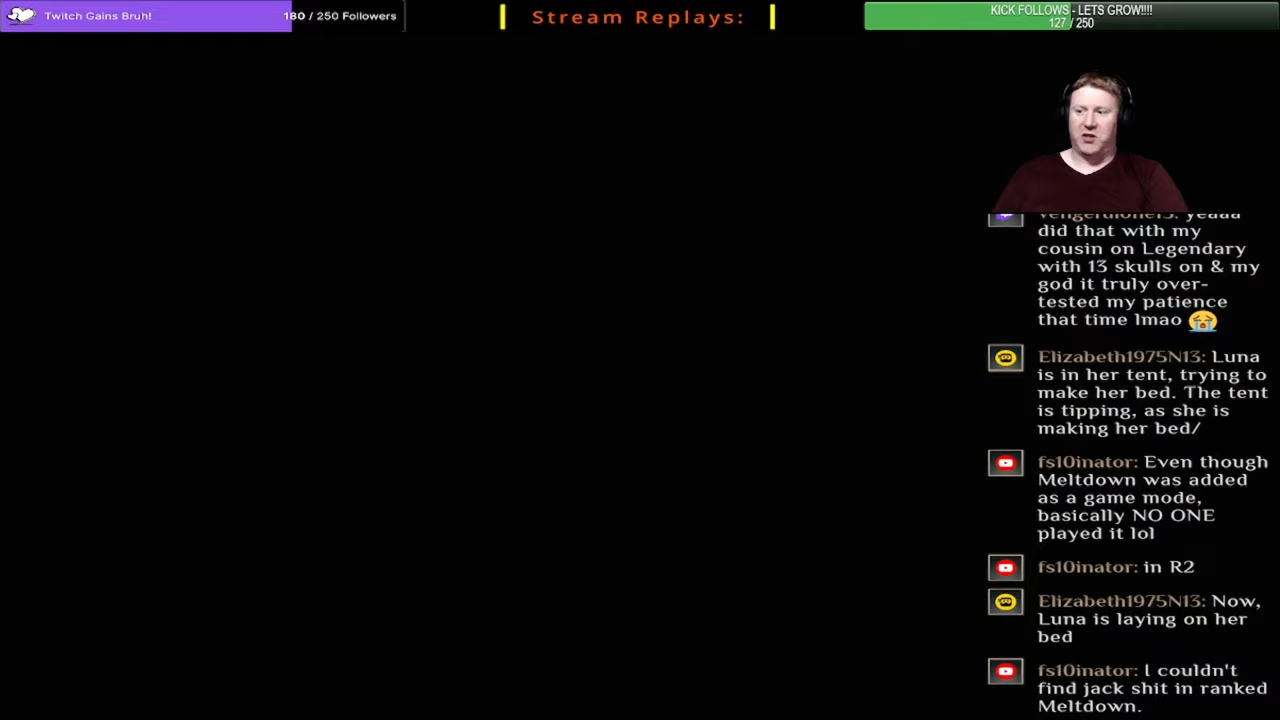 Twitch Gains Bruh!
180 / 250 Followers
Stream Replays:
KICK FOLLOWS - LETS GROW!!!!
127 / 250
yeaaa
did that with my
cousin on Legendary
with 13 skulls on & my
god it truly over-
tested my patience
that time lmao 😭
Elizabeth1975N13: Luna
is in her tent, trying to
make her bed. The tent
is tipping, as she is
making her bed/
fs10inator: Even though
Meltdown was added
as a game mode,
basically NO ONE
played it lol
fs10inator: in R2
Elizabeth1975N13: Now,
Luna is laying on her
bed
fs10inator: I couldn't
find jack shit in ranked
Meltdown.